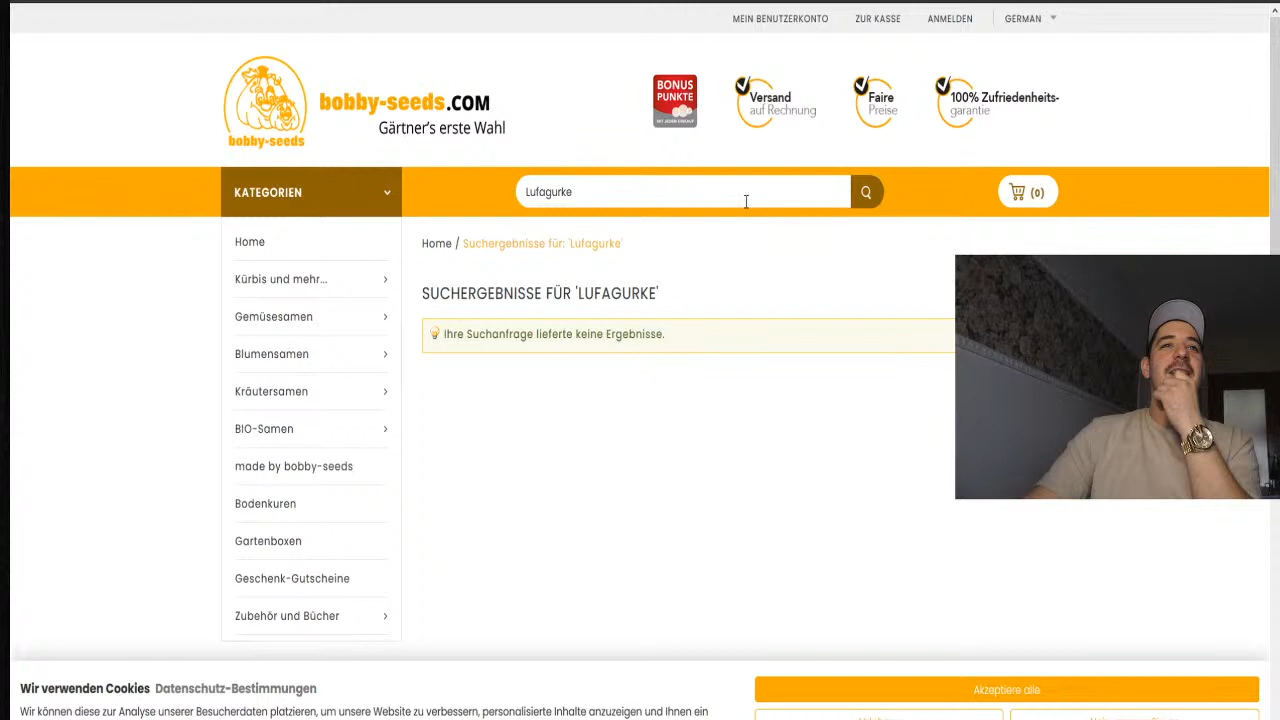 MEIN BENUTZERKONTO ZUR KASSE ANMELDEN GERMAN
bobby-seeds
bobby-seeds.COM
Gärtner's erste Wahl
BONUS
PUNKTE
MIT JEDEM EINKAUF
Versand
auf Rechnung
Faire
Preise
100% Zufriedenheits-
garantie
KATEGORIEN
Lufagurke
(0)
Home
Kürbis und mehr...
Gemüsesamen
Blumensamen
Kräutersamen
BIO-Samen
made by bobby-seeds
Bodenkuren
Gartenboxen
Geschenk-Gutscheine
Zubehör und Bücher
Home / Suchergebnisse für: 'Lufagurke'
SUCHERGEBNISSE FÜR 'LUFAGURKE'
Ihre Suchanfrage lieferte keine Ergebnisse.
Wir verwenden Cookies Datenschutz-Bestimmungen
Wir können diese zur Analyse unserer Besucherdaten platzieren, um unsere Website zu verbessern, personalisierte Inhalte anzuzeigen und Ihnen ein
Akzeptiere alle